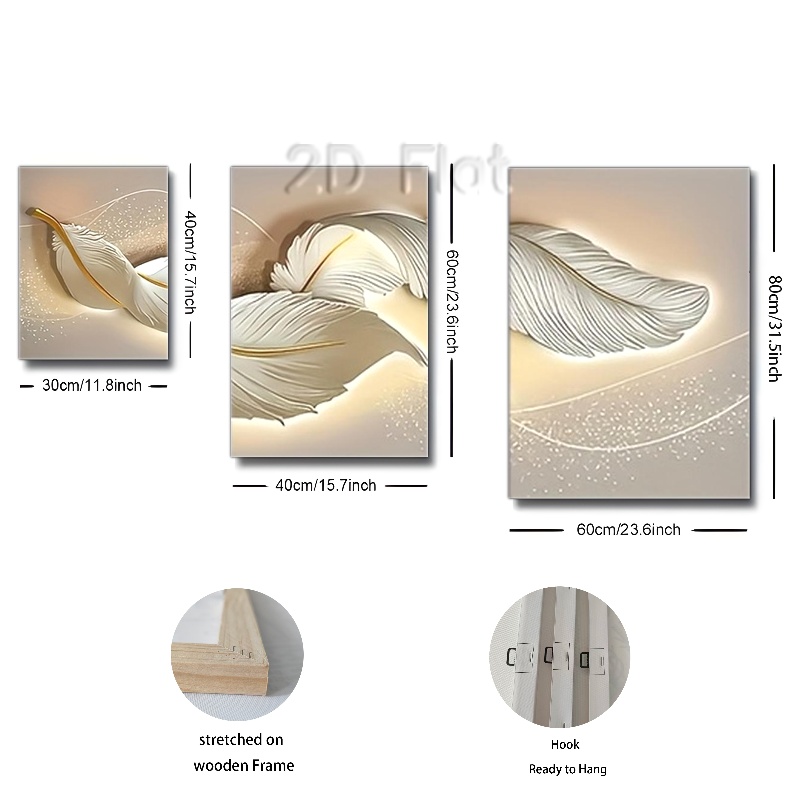 2D Flat
40cm/15.7inch
30cm/11.8inch
60cm/23.6inch
40cm/15.7inch
80cm/31.5inch
60cm/23.6inch
stretched on
wooden Frame
Hook
Ready to Hang